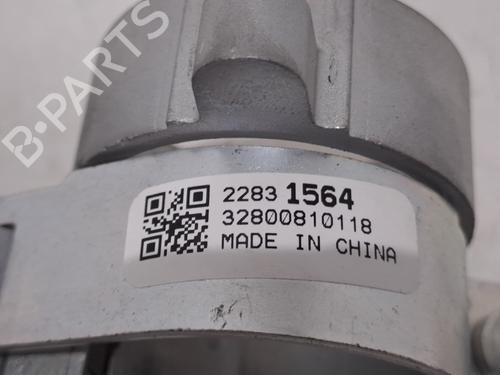 B-PARTS
2283 1564
32800810118
MADE IN CHINA